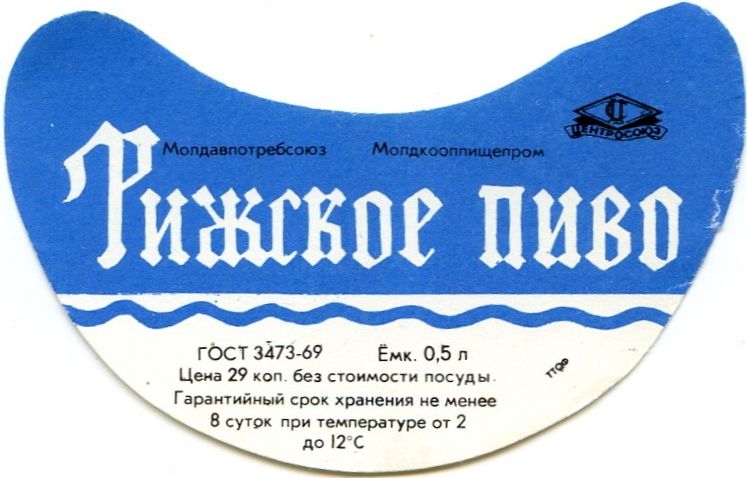 ЦЕНТРОСОЮЗ
Молдавпотребсоюз Молдкооппищепром
Рижское пиво
ГОСТ 3473-69 Ёмк. 0,5 л
Цена 29 коп. без стоимости посуды.
Гарантийный срок хранения не менее
8 суток при температуре от 2
до 12°С
ТТОФ